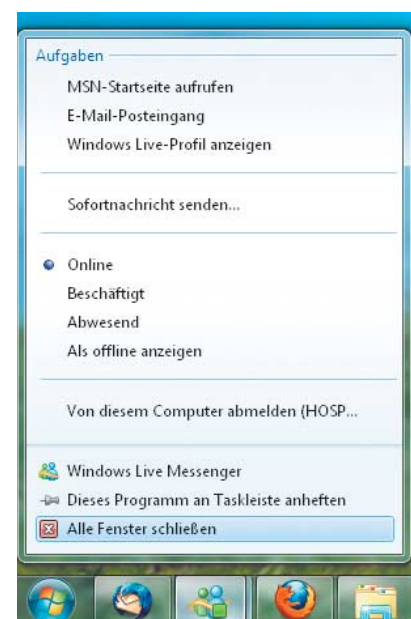 Aufgaben
MSN-Startseite aufrufen
E-Mail-Posteingang
Windows Live-Profil anzeigen
Sofortnachricht senden...
Online
Beschäftigt
Abwesend
Als offline anzeigen
Von diesem Computer abmelden (HOSP...
Windows Live Messenger
Dieses Programm an Taskleiste anheften
Alle Fenster schließen